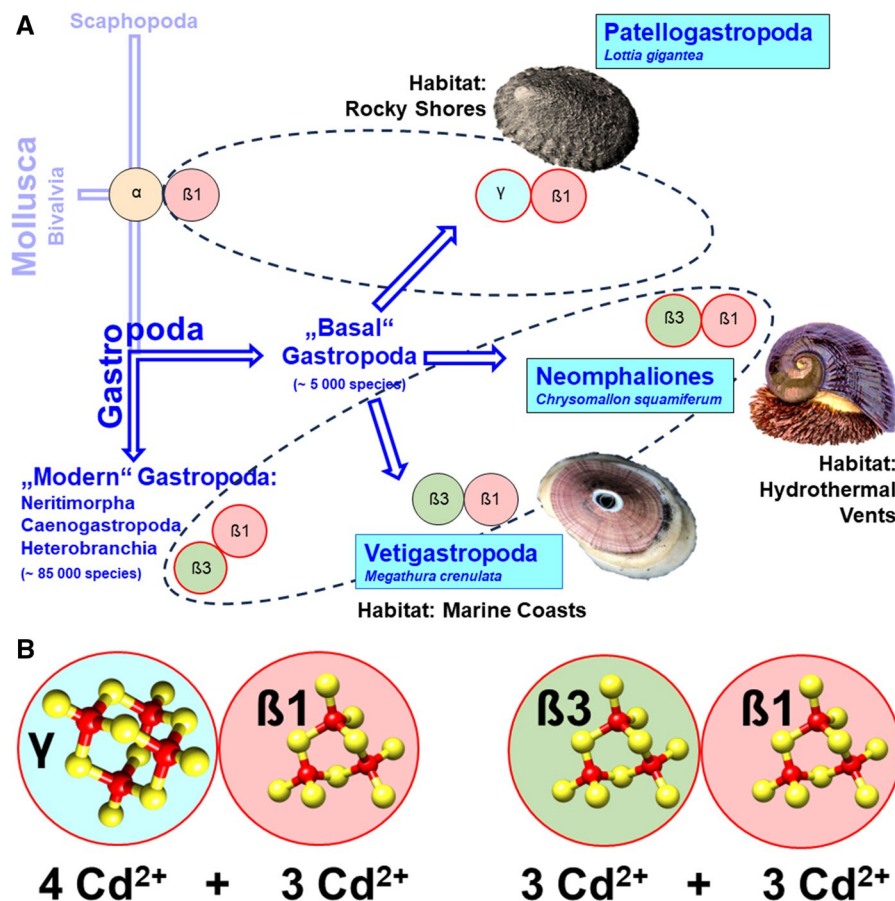 A
Scaphopoda
Mollusca
Bivalvia
α
ß1
Patellogastropoda
Lottia gigantea
Habitat:
Rocky Shores
γ
ß1
Gastropoda
„Basal“
Gastropoda
(~ 5 000 species)
ß3
ß1
Neomphaliones
Chrysomallon squamiferum
Habitat:
Hydrothermal
Vents
„Modern“ Gastropoda:
Neritimorpha
Caenogastropoda
Heterobranchia
(~ 85 000 species)
ß1
ß3
ß3
ß1
Vetigastropoda
Megathura crenulata
Habitat: Marine Coasts
B
γ
ß1
ß3
ß1
4 Cd²⁺ + 3 Cd²⁺
3 Cd²⁺ + 3 Cd²⁺